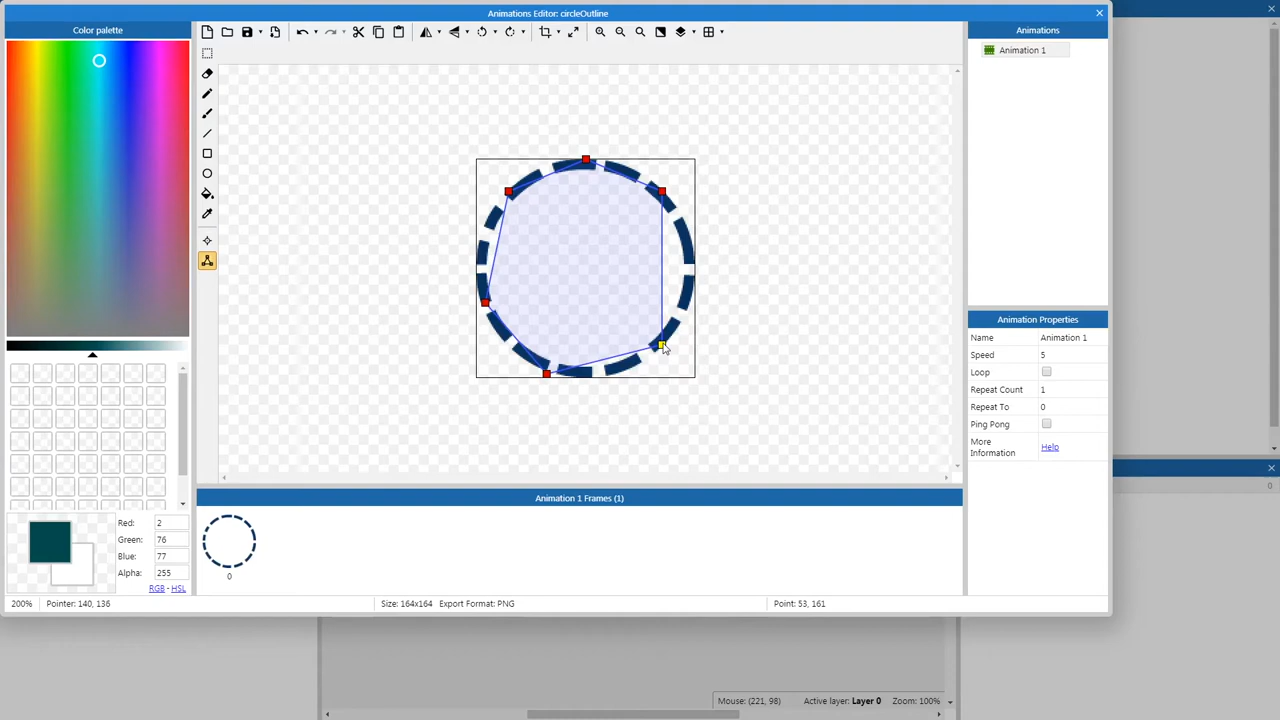 Animations Editor: circleOutline
Color palette
Animations
Animation 1
Animation Properties
Name Animation 1
Speed 5
Loop
Repeat Count 1
Repeat To 0
Ping Pong
More Information Help
Animation 1 Frames (1)
0
Red: 2
Green: 76
Blue: 77
Alpha: 255
RGB - HSL
200% Pointer: 140, 136 Size: 164x164 Export Format: PNG Point: 53, 161
0
Mouse: (221, 98) Active layer: Layer 0 Zoom: 100%